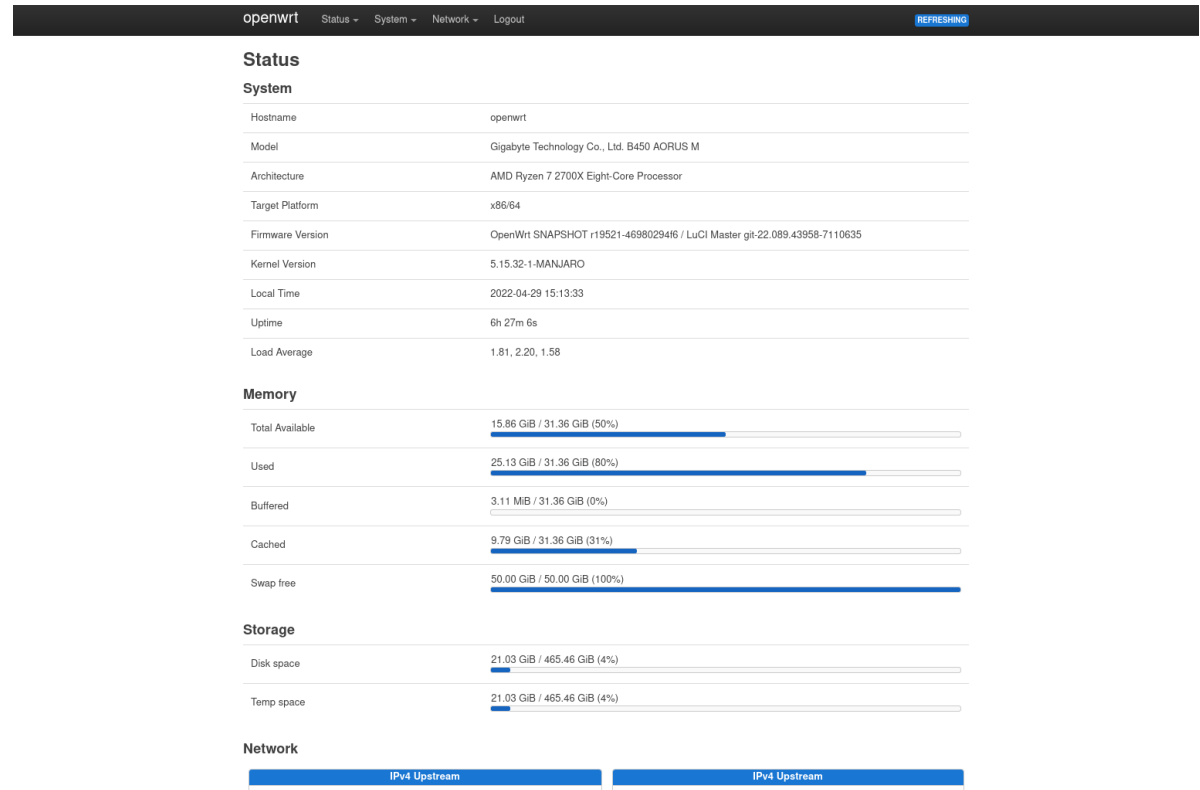 openwrt Status System Network Logout REFRESHING
Status
System
Hostname openwrt
Model Gigabyte Technology Co., Ltd. B450 AORUS M
Architecture AMD Ryzen 7 2700X Eight-Core Processor
Target Platform x86/64
Firmware Version OpenWrt SNAPSHOT r19521-46980294f6 / LuCI Master git-22.089.43958-7110635
Kernel Version 5.15.32-1-MANJARO
Local Time 2022-04-29 15:13:33
Uptime 6h 27m 6s
Load Average 1.81, 2.20, 1.58
Memory
Total Available 15.86 GiB / 31.36 GiB (50%)
Used 25.13 GiB / 31.36 GiB (80%)
Buffered 3.11 MiB / 31.36 GiB (0%)
Cached 9.79 GiB / 31.36 GiB (31%)
Swap free 50.00 GiB / 50.00 GiB (100%)
Storage
Disk space 21.03 GiB / 465.46 GiB (4%)
Temp space 21.03 GiB / 465.46 GiB (4%)
Network
IPv4 Upstream IPv4 Upstream